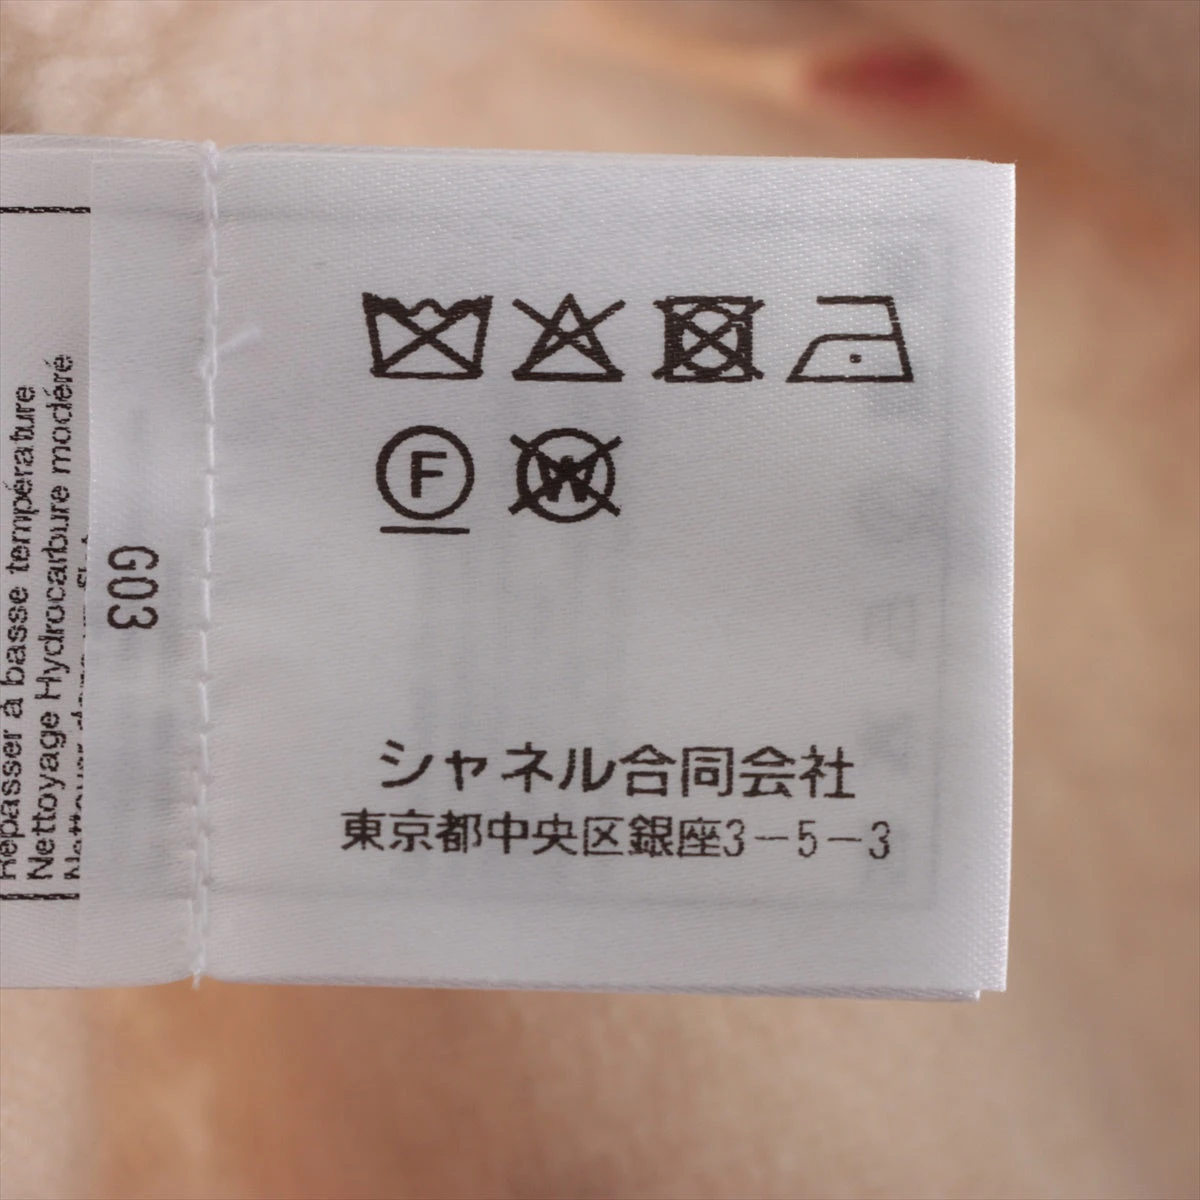 Repasser à basse température
Nettoyage Hydrocarbure modéré
G03
F
W
シャネル合同会社
東京都中央区銀座3-5-3